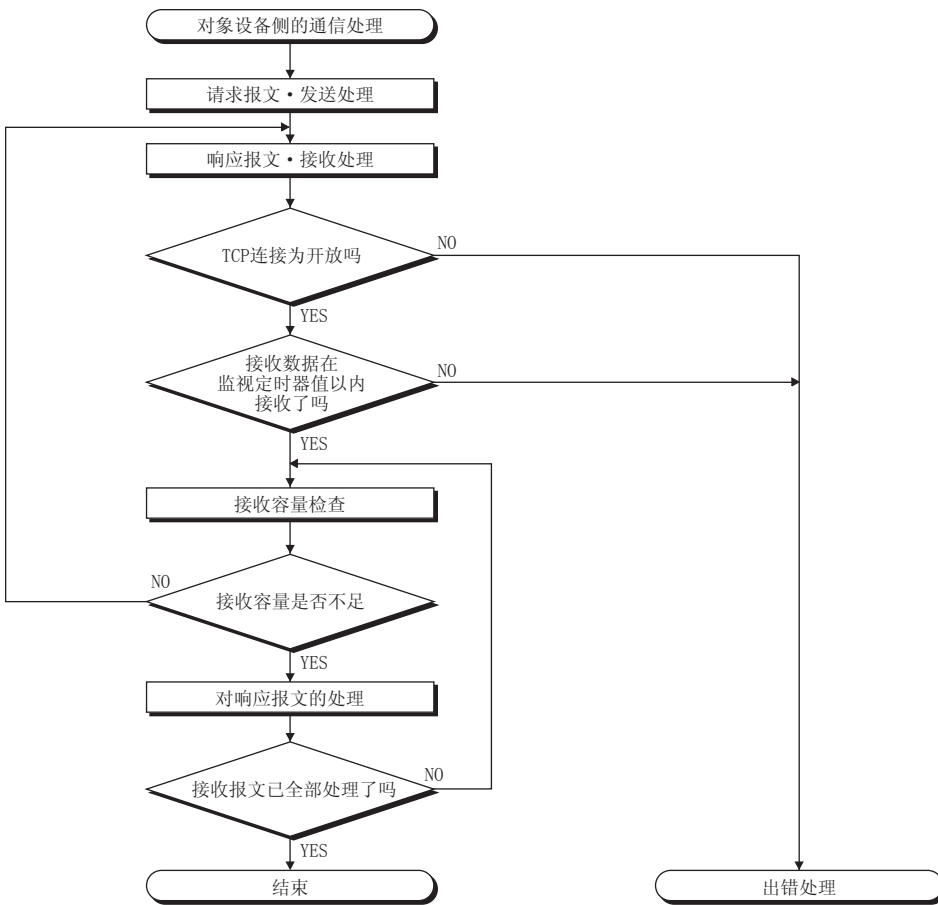 对象设备侧的通信处理
请求报文·发送处理
响应报文·接收处理
TCP连接为开放吗
NO
YES
接收数据在
监视定时器值以内
接收了吗
NO
YES
接收容量检查
NO
接收容量是否不足
YES
对响应报文的处理
接收报文已全部处理了吗
NO
YES
结束
出错处理